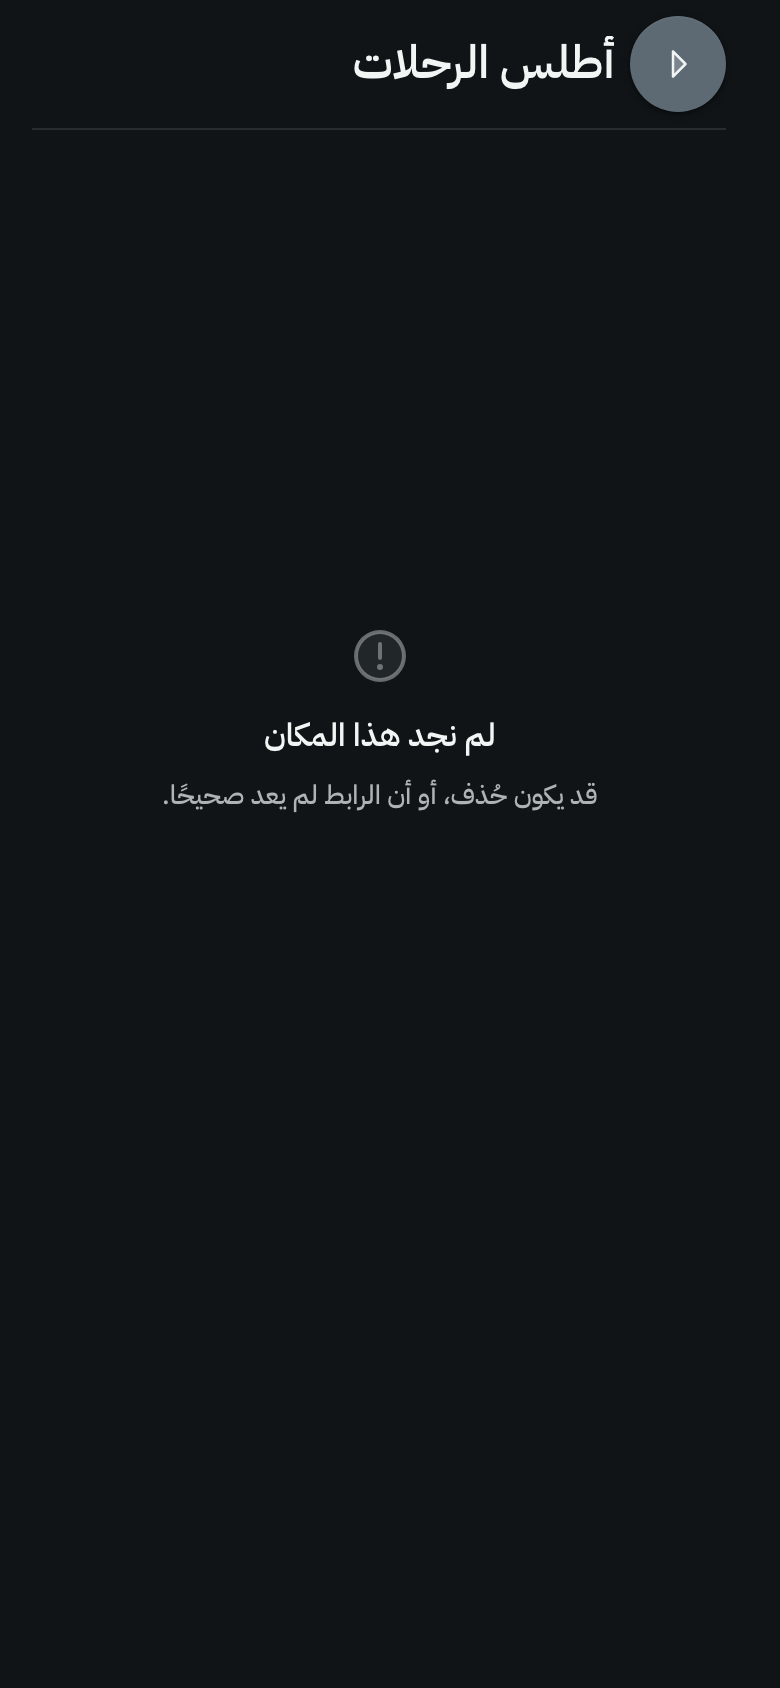 أطلس الرحلات
لم نجد هذا المكان
قد يكون حُذف، أو أن الرابط لم يعد صحيحًا.